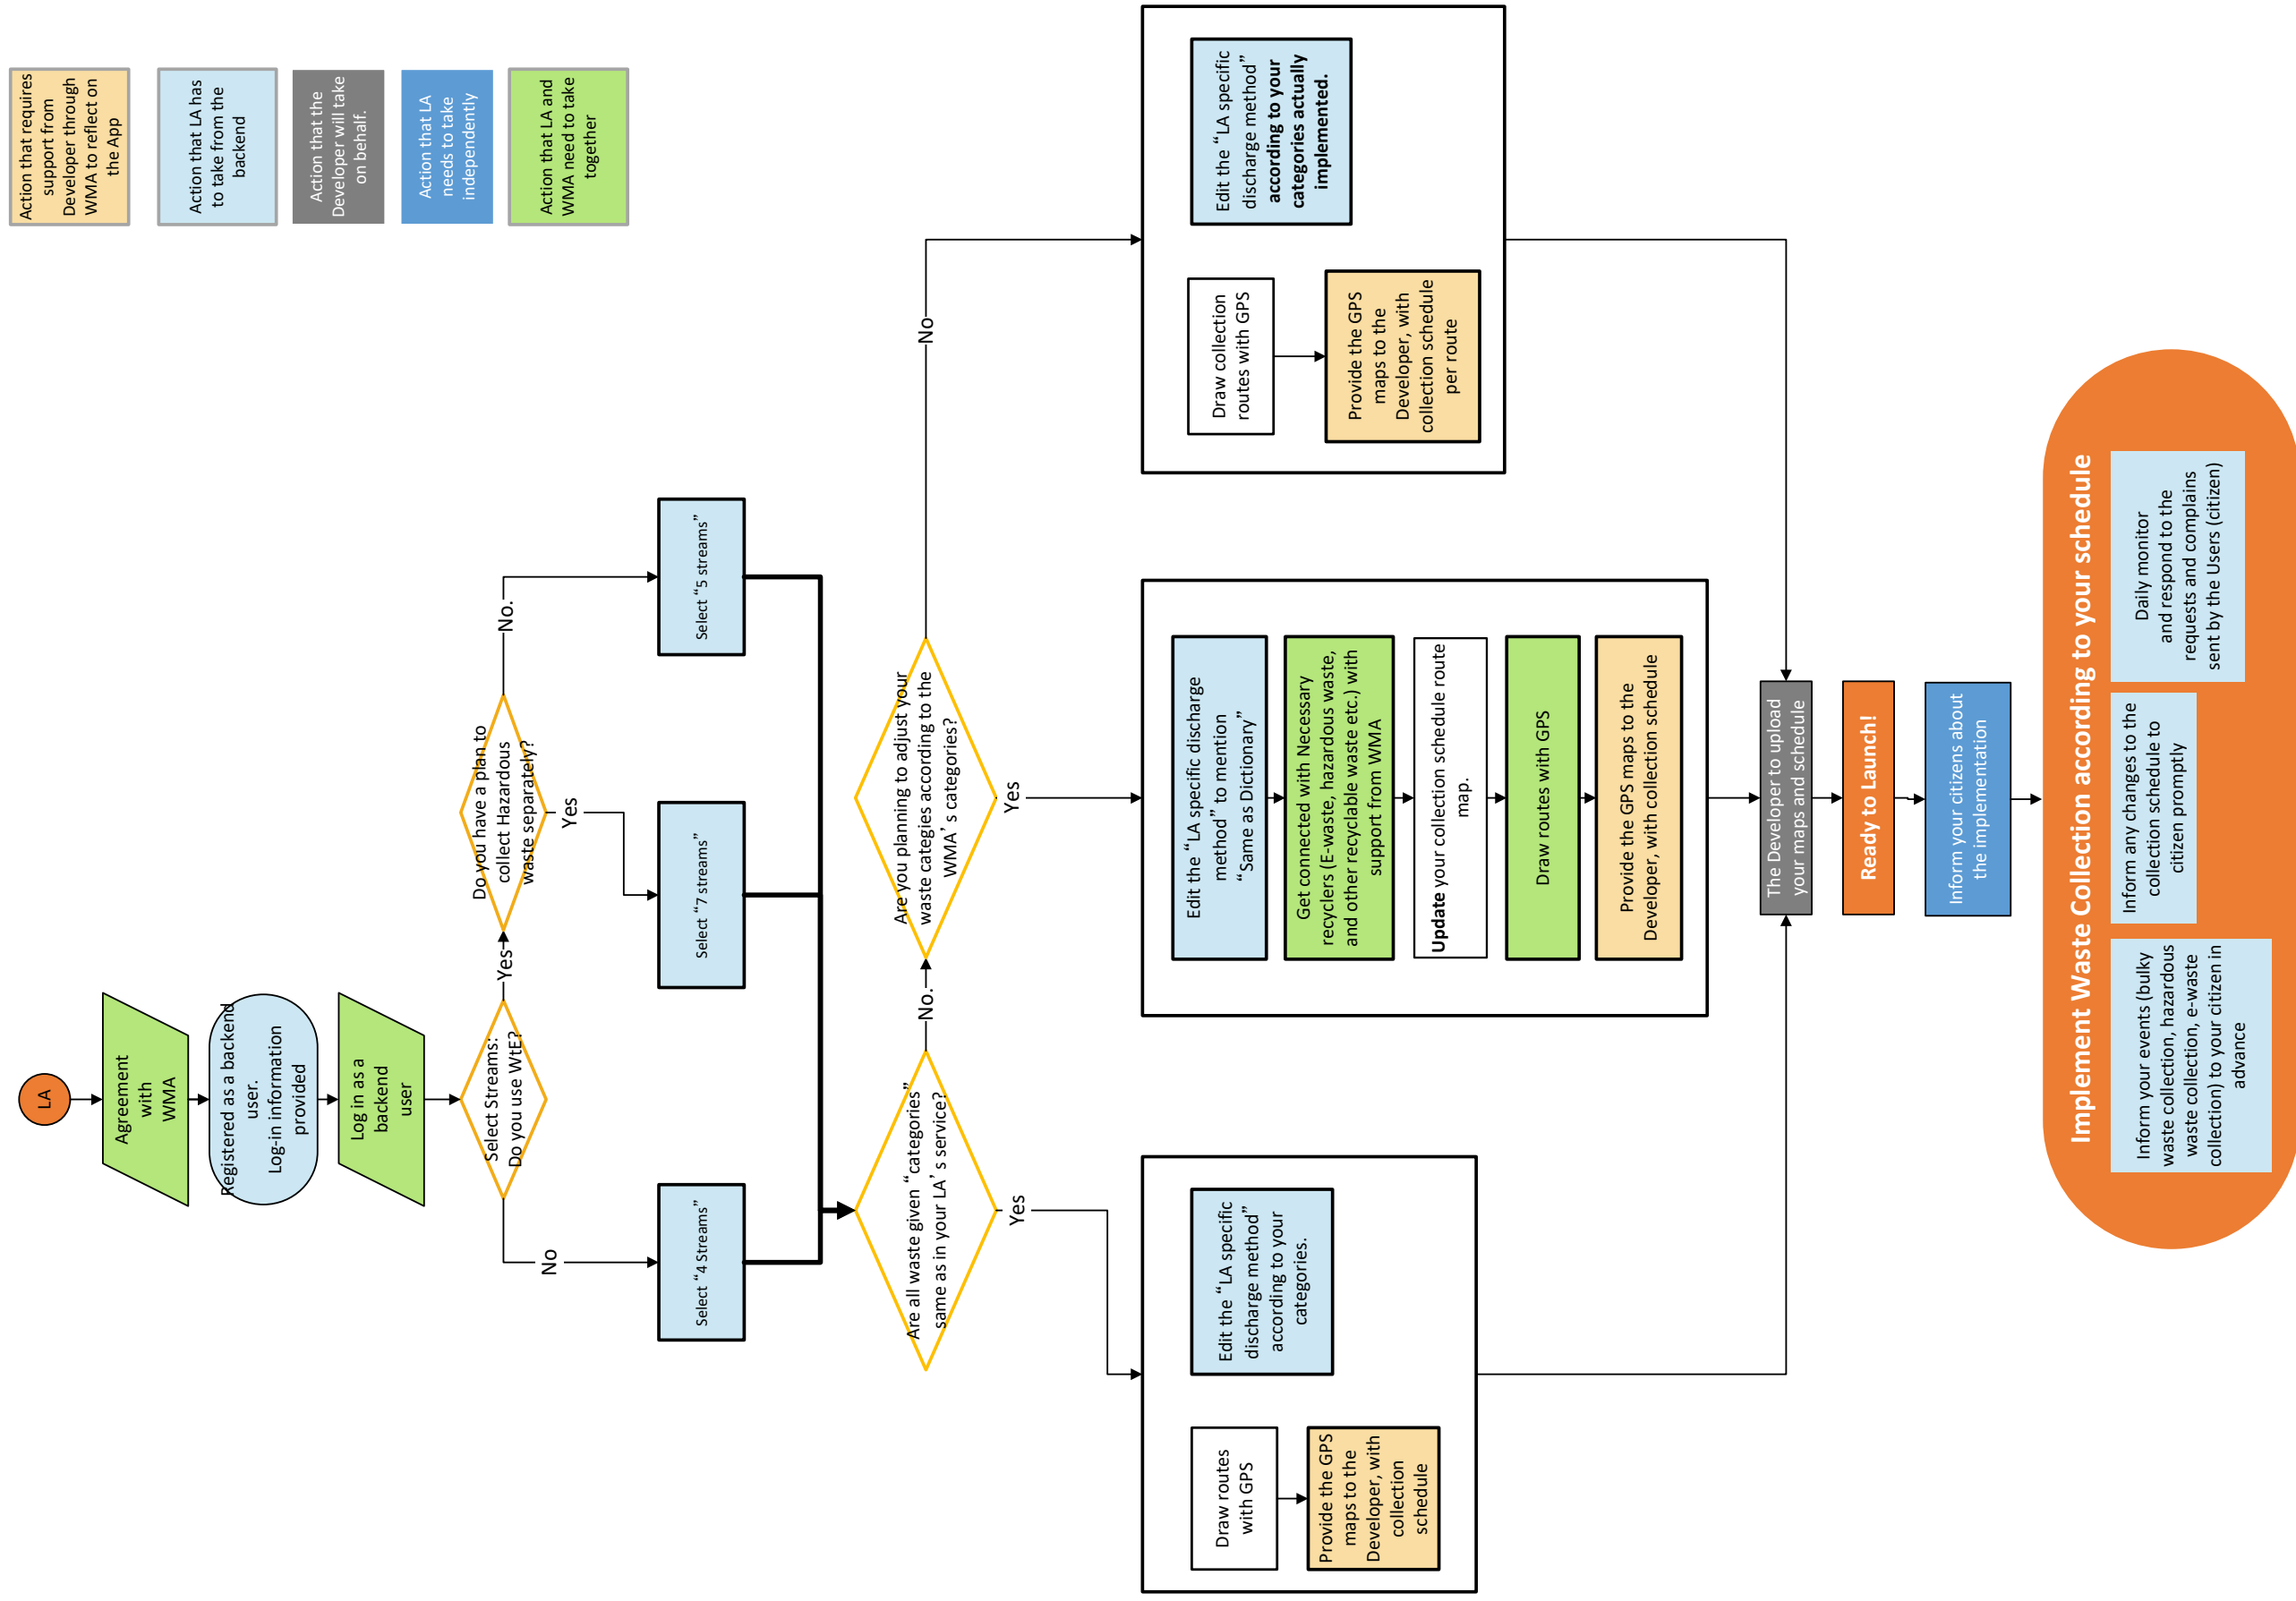 Action that requires
support from
Developer through
WMA to reflect on
the App
Action that LA has
to take from the
backend
Action that the
Developer will take
on behalf.
Action that LA
needs to take
independently
Action that LA and
WMA need to take
together
LA
Agreement
with
WMA
Registered as a backend
user.
Log-in information
provided
Log in as a
backend
user
Select Streams:
Do you use WtE?
Yes
No
Do you have a plan to
collect Hazardous
waste separately?
Yes
No.
Select “4 Streams”
Select “7 streams”
Select “5 streams”
Are all waste given “categories”
same as in your LA’s service?
No.
Yes
Are you planning to adjust your
waste categies according to the
WMA’s categories?
Yes
No
Draw routes
with GPS
Provide the GPS
maps to the
Developer, with
collection
schedule
Edit the “LA specific
discharge method”
according to your
categories.
Edit the “LA specific discharge
method” to mention
“Same as Dictionary”
Get connected with Necessary
recyclers (E-waste, hazardous waste,
and other recyclable waste etc.) with
support from WMA
Update your collection schedule route
map.
Draw routes with GPS
Provide the GPS maps to the
Developer, with collection schedule
Draw collection
routes with GPS
Provide the GPS
maps to the
Developer, with
collection schedule
per route
Edit the “LA specific
discharge method”
according to your
categories actually
implemented.
The Developer to upload
your maps and schedule
Ready to Launch!
Inform your citizens about
the implementation
Implement Waste Collection according to your schedule
Inform your events (bulky
waste collection, hazardous
waste collection, e-waste
collection) to your citizen in
advance
Inform any changes to the
collection schedule to
citizen promptly
Daily monitor
and respond to the
requests and complains
sent by the Users (citizen)